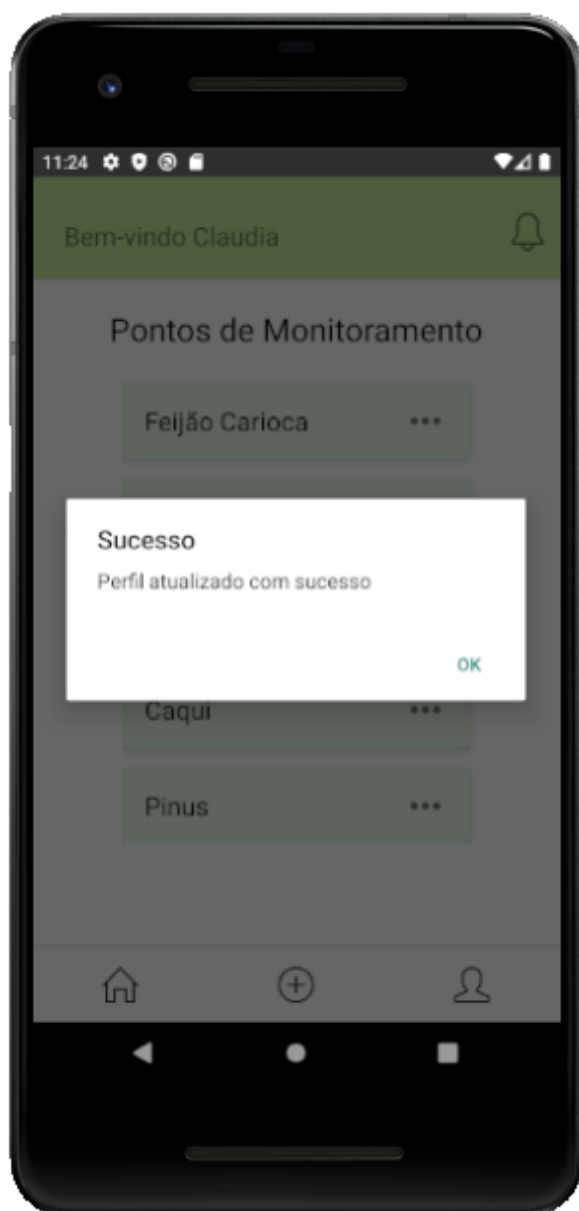 11:24
Bem-vindo Claudia
Pontos de Monitoramento
Feijão Carioca
Sucesso
Perfil atualizado com sucesso
OK
Caqui
Pinus